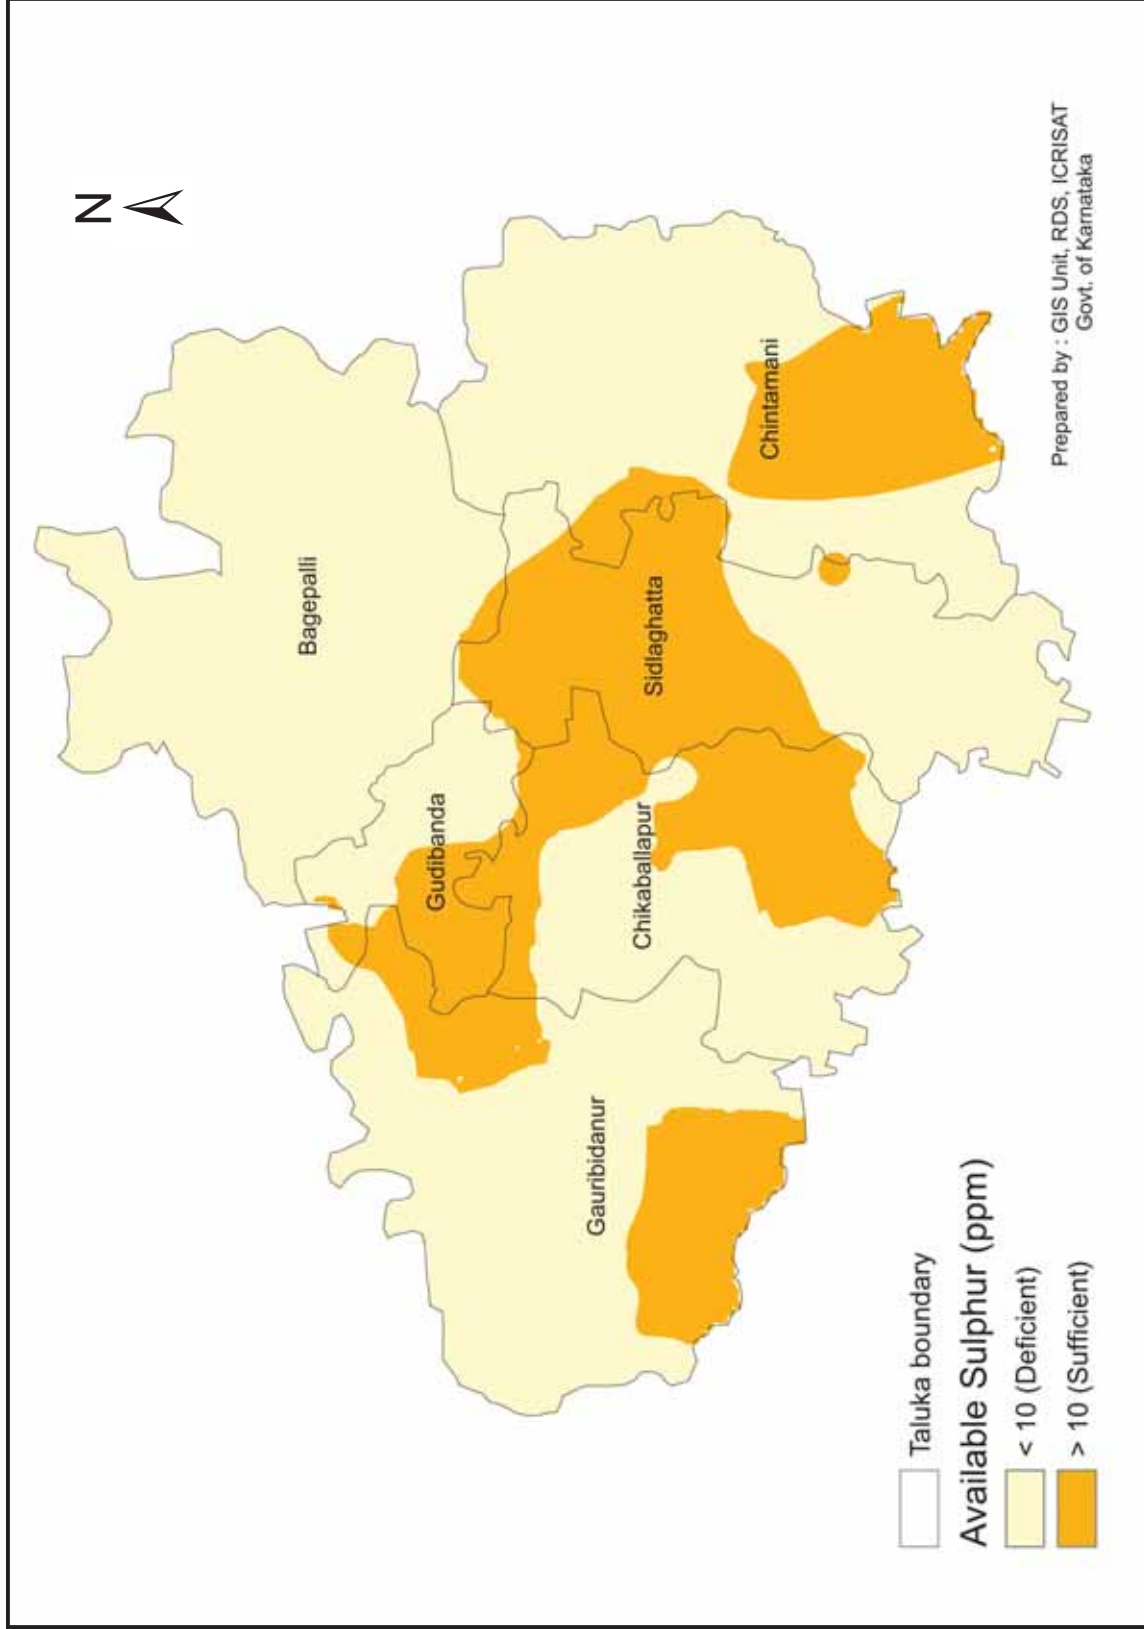 N
Bagepalli
Gudibanda
Gauribidanur
Chikaballapur
Sidlaghatta
Chintamani
Taluka boundary
Available Sulphur (ppm)
< 10 (Deficient)
> 10 (Sufficient)
Prepared by : GIS Unit, RDS, ICRISAT
Govt. of Karnataka